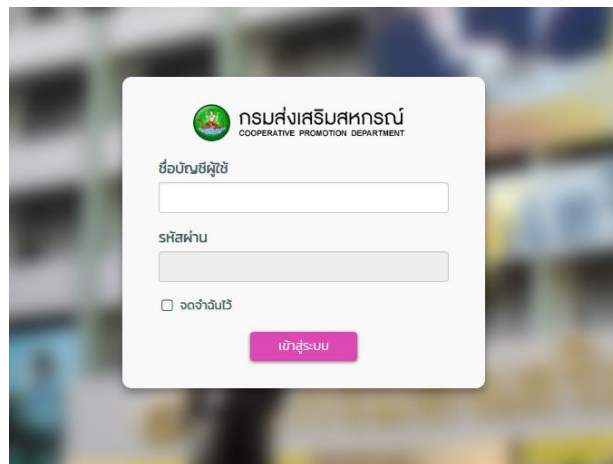 กรมส่งเสริมสหกรณ์
COOPERATIVE PROMOTION DEPARTMENT
ชื่อบัญชีผู้ใช้
รหัสผ่าน
จดจำฉันไว้
เข้าสู่ระบบ